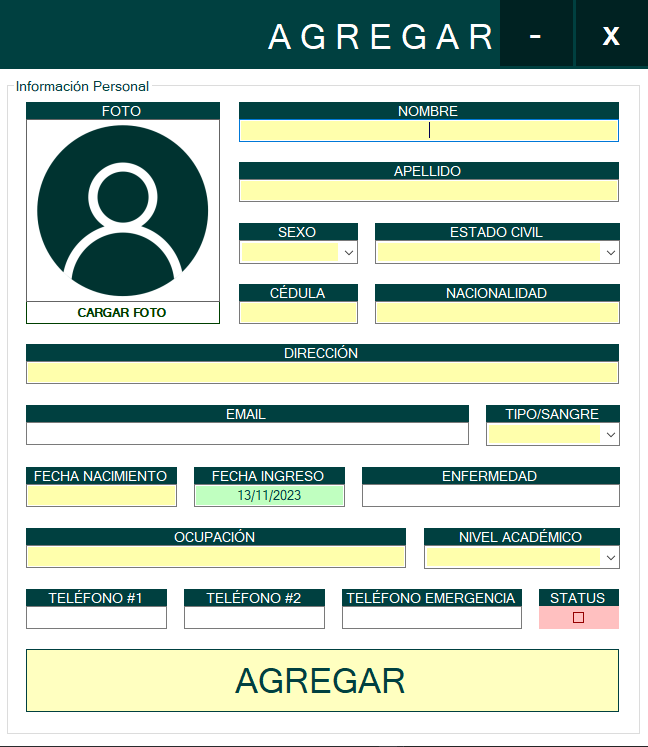 AGREGAR - X
Información Personal
FOTO
CARGAR FOTO
NOMBRE
APELLIDO
SEXO ESTADO CIVIL
CÉDULA NACIONALIDAD
DIRECCIÓN
EMAIL TIPO/SANGRE
FECHA NACIMIENTO FECHA INGRESO ENFERMEDAD
13/11/2023
OCUPACIÓN NIVEL ACADÉMICO
TELÉFONO #1 TELÉFONO #2 TELÉFONO EMERGENCIA STATUS
AGREGAR